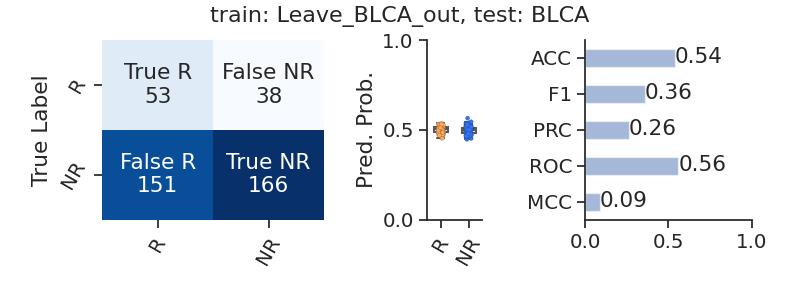 train: Leave_BLCA_out, test: BLCA
True Label
R
NR
True R
53
False NR
38
False R
151
True NR
166
R
NR
Pred. Prob.
1.0
0.5
0.0
R
NR
ACC
0.54
F1
0.36
PRC
0.26
ROC
0.56
MCC
0.09
0.0
0.5
1.0